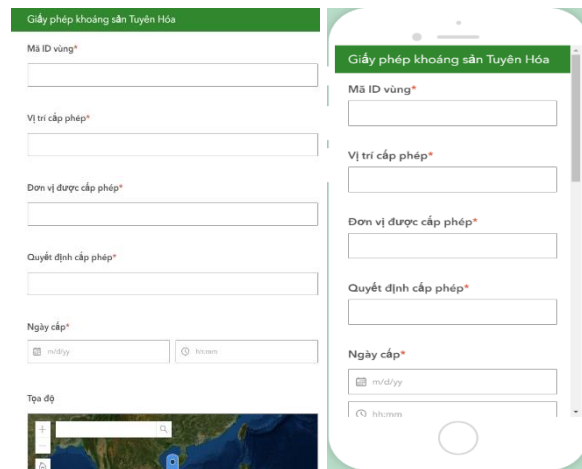 Giấy phép khoáng sản Tuyên Hóa
Mã ID vùng*
Vị trí cấp phép*
Đơn vị được cấp phép*
Quyết định cấp phép*
Ngày cấp*
m/d/yy
hh:mm
Tọa độ
Giấy phép khoáng sản Tuyên Hóa
Mã ID vùng*
Vị trí cấp phép*
Đơn vị được cấp phép*
Quyết định cấp phép*
Ngày cấp*
m/d/yy
hh:mm